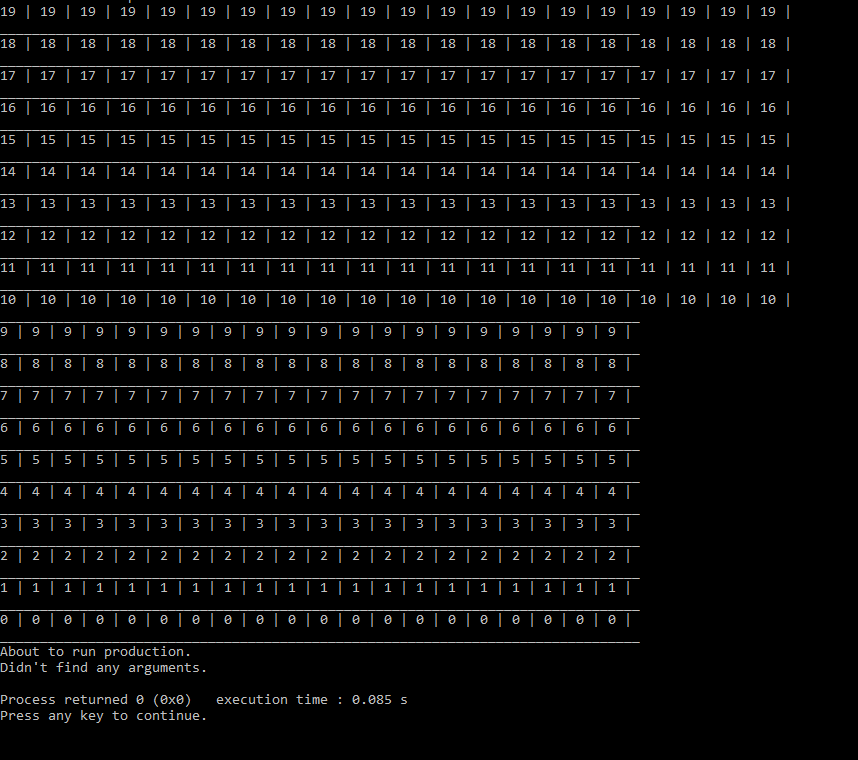 19 | 19 | 19 | 19 | 19 | 19 | 19 | 19 | 19 | 19 | 19 | 19 | 19 | 19 | 19 | 19 | 19 | 19 | 19 | 19 |
18 | 18 | 18 | 18 | 18 | 18 | 18 | 18 | 18 | 18 | 18 | 18 | 18 | 18 | 18 | 18 | 18 | 18 | 18 | 18 |
17 | 17 | 17 | 17 | 17 | 17 | 17 | 17 | 17 | 17 | 17 | 17 | 17 | 17 | 17 | 17 | 17 | 17 | 17 | 17 |
16 | 16 | 16 | 16 | 16 | 16 | 16 | 16 | 16 | 16 | 16 | 16 | 16 | 16 | 16 | 16 | 16 | 16 | 16 | 16 |
15 | 15 | 15 | 15 | 15 | 15 | 15 | 15 | 15 | 15 | 15 | 15 | 15 | 15 | 15 | 15 | 15 | 15 | 15 | 15 |
14 | 14 | 14 | 14 | 14 | 14 | 14 | 14 | 14 | 14 | 14 | 14 | 14 | 14 | 14 | 14 | 14 | 14 | 14 | 14 |
13 | 13 | 13 | 13 | 13 | 13 | 13 | 13 | 13 | 13 | 13 | 13 | 13 | 13 | 13 | 13 | 13 | 13 | 13 | 13 |
12 | 12 | 12 | 12 | 12 | 12 | 12 | 12 | 12 | 12 | 12 | 12 | 12 | 12 | 12 | 12 | 12 | 12 | 12 | 12 |
11 | 11 | 11 | 11 | 11 | 11 | 11 | 11 | 11 | 11 | 11 | 11 | 11 | 11 | 11 | 11 | 11 | 11 | 11 | 11 |
10 | 10 | 10 | 10 | 10 | 10 | 10 | 10 | 10 | 10 | 10 | 10 | 10 | 10 | 10 | 10 | 10 | 10 | 10 | 10 |
9 | 9 | 9 | 9 | 9 | 9 | 9 | 9 | 9 | 9 | 9 | 9 | 9 | 9 | 9 | 9 | 9 | 9 | 9 | 9 |
8 | 8 | 8 | 8 | 8 | 8 | 8 | 8 | 8 | 8 | 8 | 8 | 8 | 8 | 8 | 8 | 8 | 8 | 8 | 8 |
7 | 7 | 7 | 7 | 7 | 7 | 7 | 7 | 7 | 7 | 7 | 7 | 7 | 7 | 7 | 7 | 7 | 7 | 7 | 7 |
6 | 6 | 6 | 6 | 6 | 6 | 6 | 6 | 6 | 6 | 6 | 6 | 6 | 6 | 6 | 6 | 6 | 6 | 6 | 6 |
5 | 5 | 5 | 5 | 5 | 5 | 5 | 5 | 5 | 5 | 5 | 5 | 5 | 5 | 5 | 5 | 5 | 5 | 5 | 5 |
4 | 4 | 4 | 4 | 4 | 4 | 4 | 4 | 4 | 4 | 4 | 4 | 4 | 4 | 4 | 4 | 4 | 4 | 4 | 4 |
3 | 3 | 3 | 3 | 3 | 3 | 3 | 3 | 3 | 3 | 3 | 3 | 3 | 3 | 3 | 3 | 3 | 3 | 3 | 3 |
2 | 2 | 2 | 2 | 2 | 2 | 2 | 2 | 2 | 2 | 2 | 2 | 2 | 2 | 2 | 2 | 2 | 2 | 2 | 2 |
1 | 1 | 1 | 1 | 1 | 1 | 1 | 1 | 1 | 1 | 1 | 1 | 1 | 1 | 1 | 1 | 1 | 1 | 1 | 1 |
0 | 0 | 0 | 0 | 0 | 0 | 0 | 0 | 0 | 0 | 0 | 0 | 0 | 0 | 0 | 0 | 0 | 0 | 0 | 0 |
About to run production.
Didn't find any arguments.
Process returned 0 (0x0)   execution time : 0.085 s
Press any key to continue.